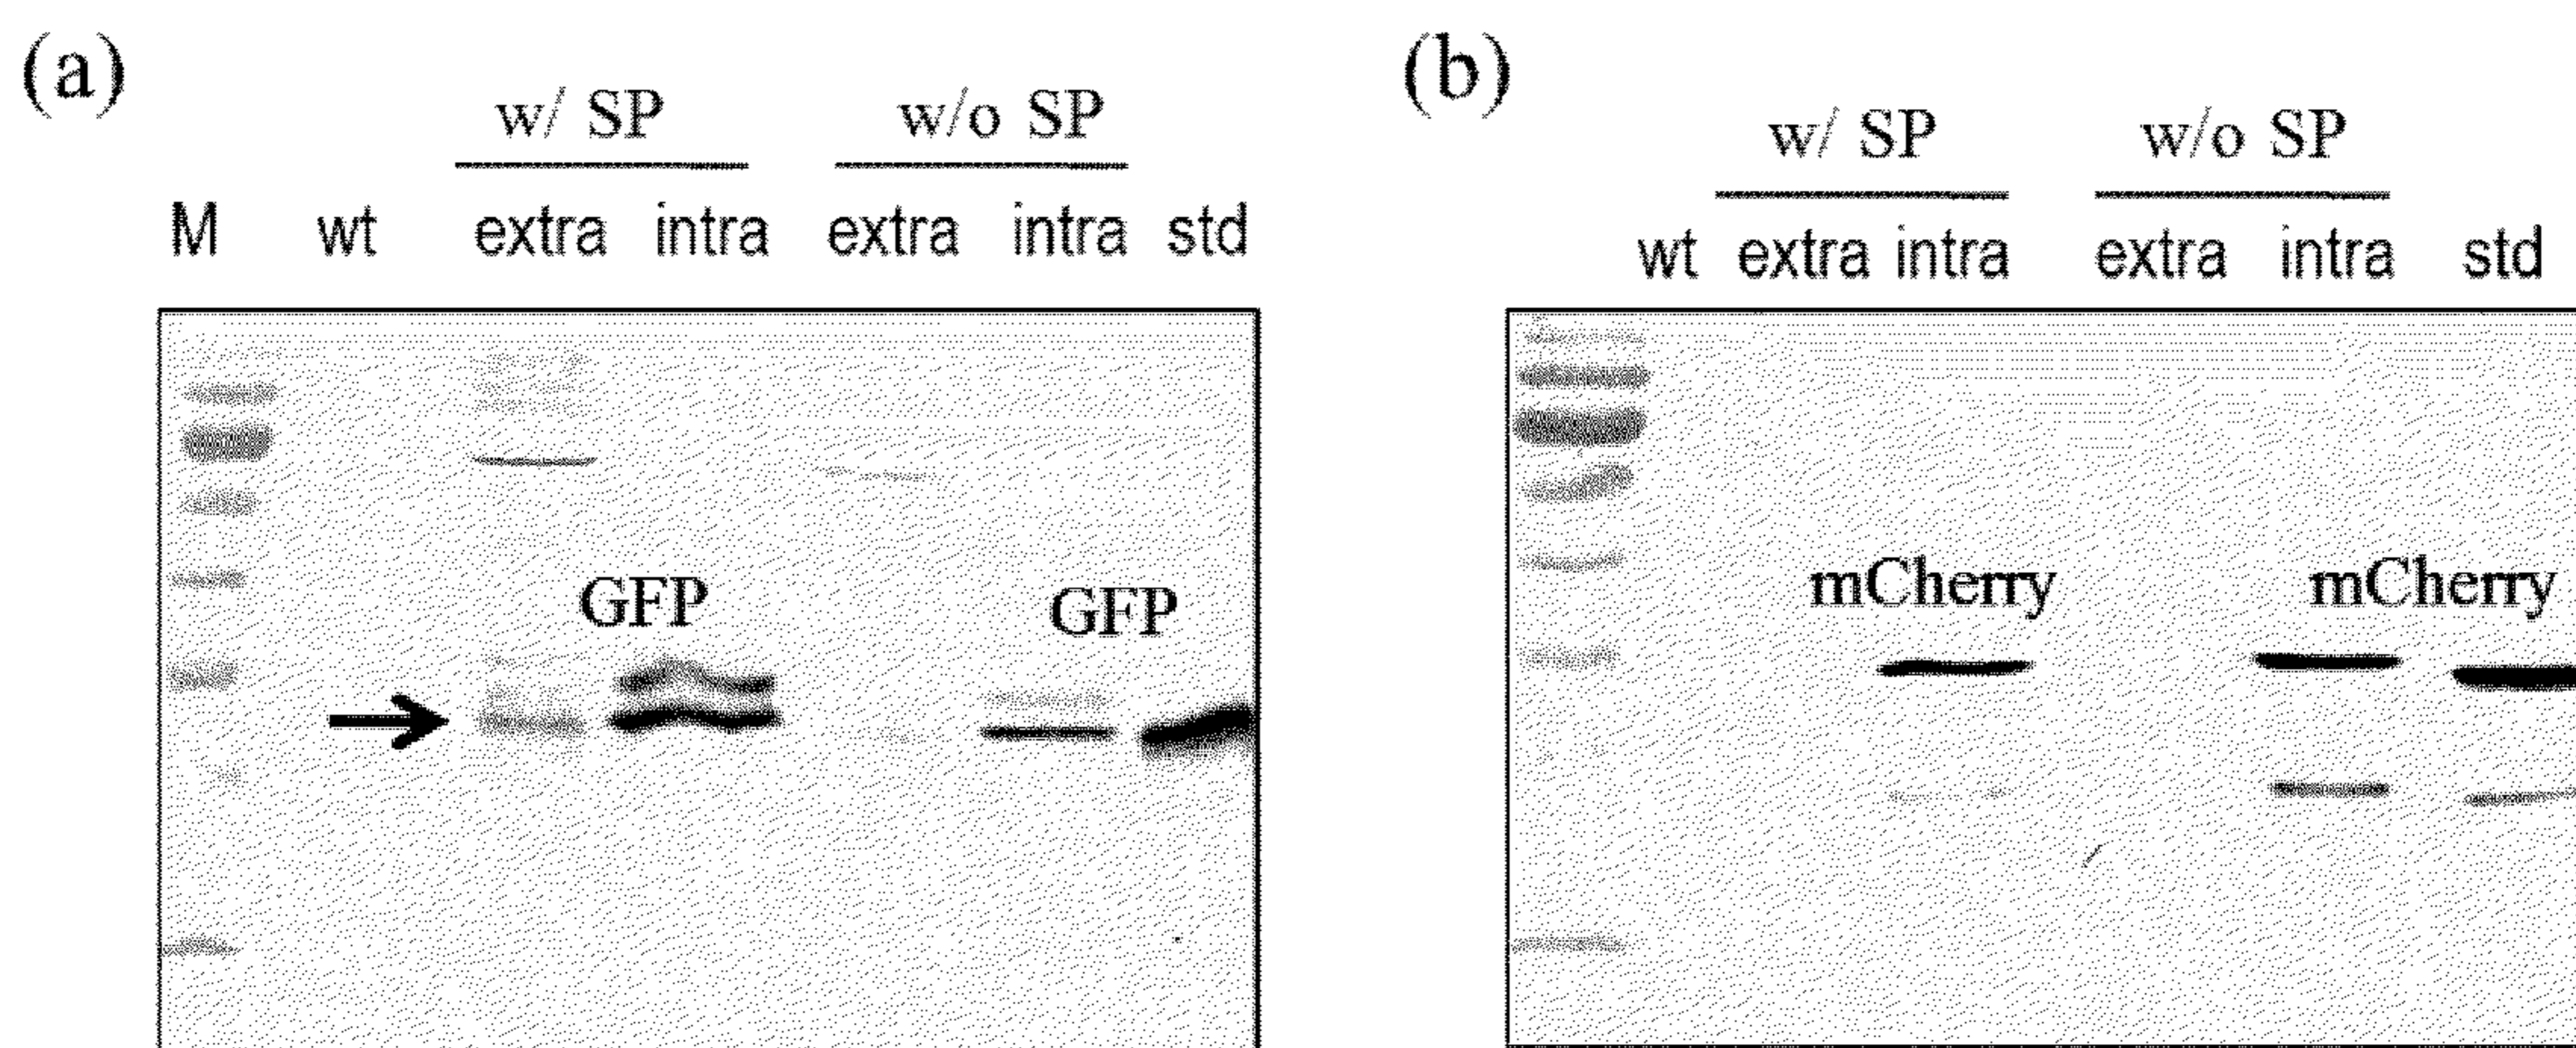 (a)
w/ SP w/o SP
M wt extra intra extra intra std
GFP GFP
(b)
w/ SP w/o SP
wt extra intra extra intra std
mCherry mCherry